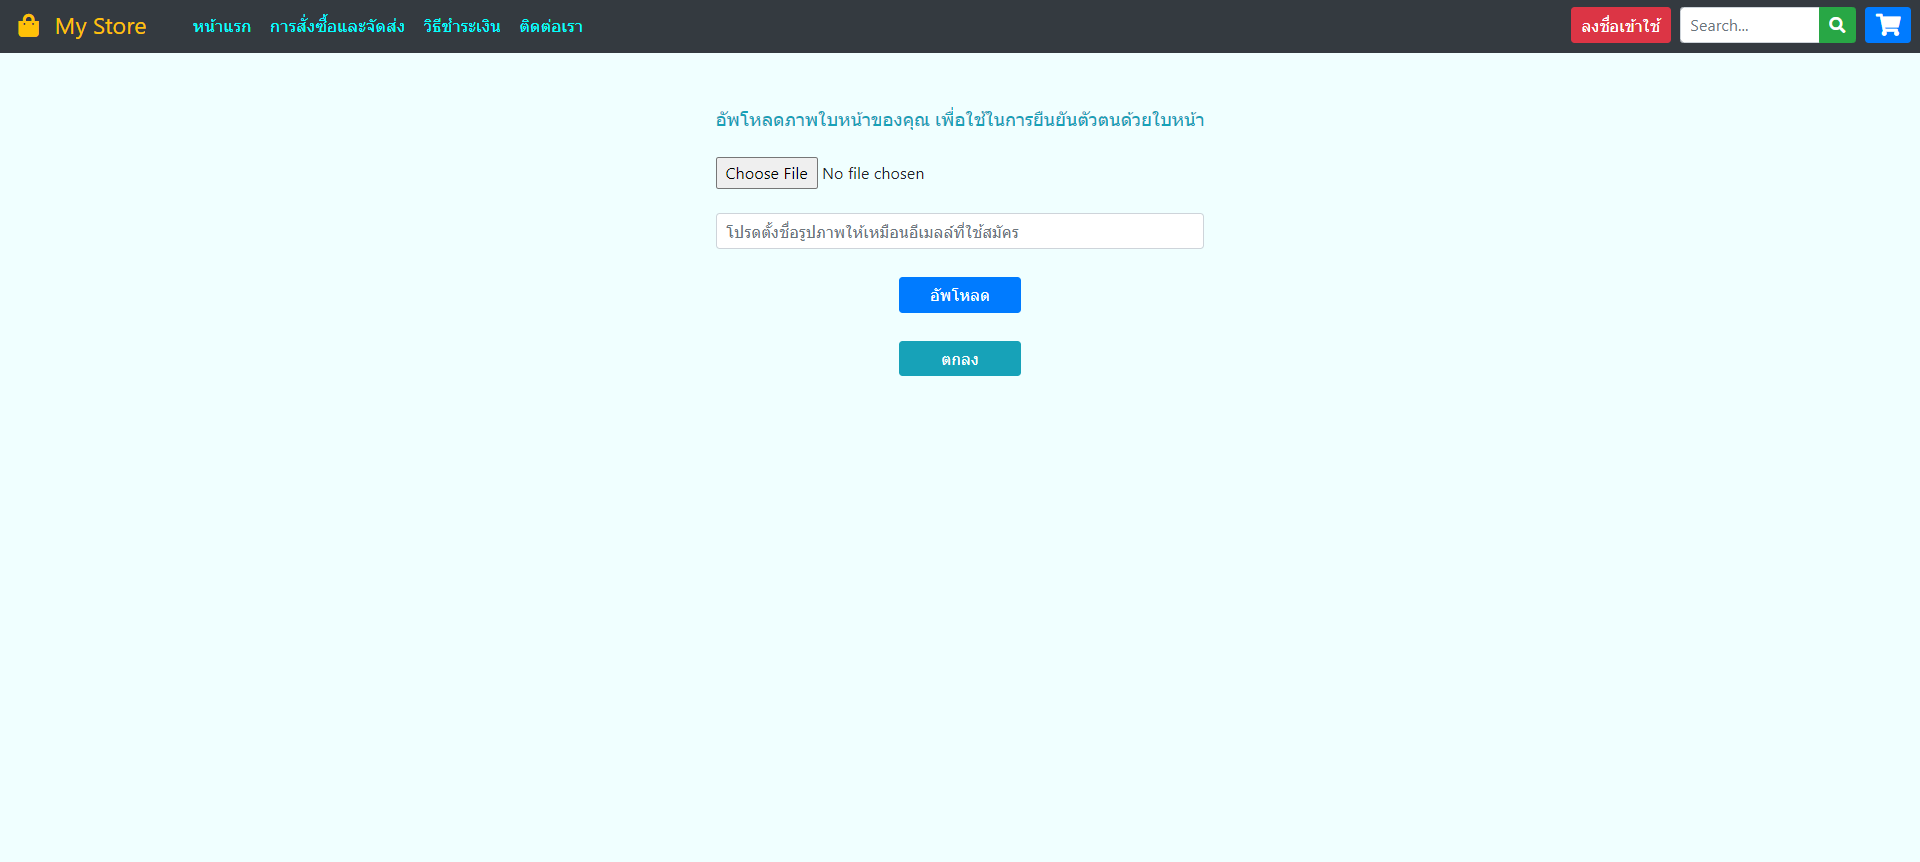 My Store หน้าแรก การสั่งซื้อและจัดส่ง วิธีชำระเงิน ติดต่อเรา ลงชื่อเข้าใช้ Search...
อัพโหลดภาพใบหน้าของคุณ เพื่อใช้ในการยืนยันตัวตนด้วยใบหน้า
Choose File No file chosen
โปรดตั้งชื่อรูปภาพให้เหมือนอีเมลล์ที่ใช้สมัคร
อัพโหลด
ตกลง